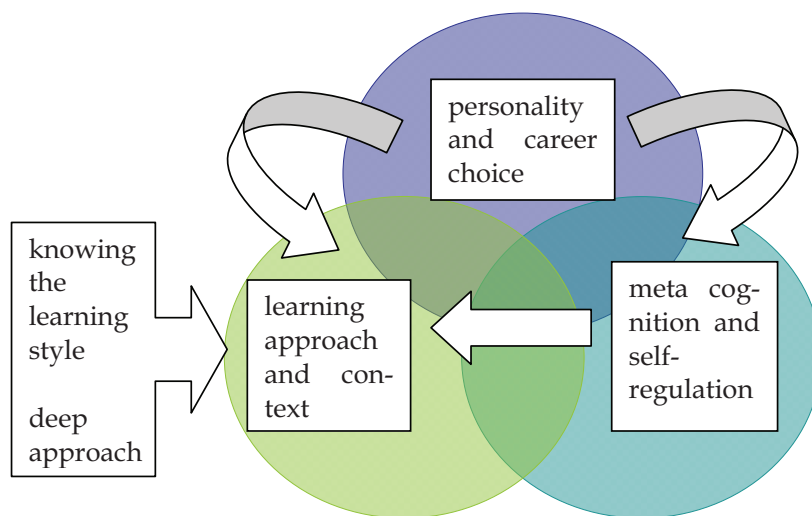 personality
and career
choice
knowing
the
learning
style
deep
approach
learning
approach
and con-
text
meta cog-
nition and
self-
regulation